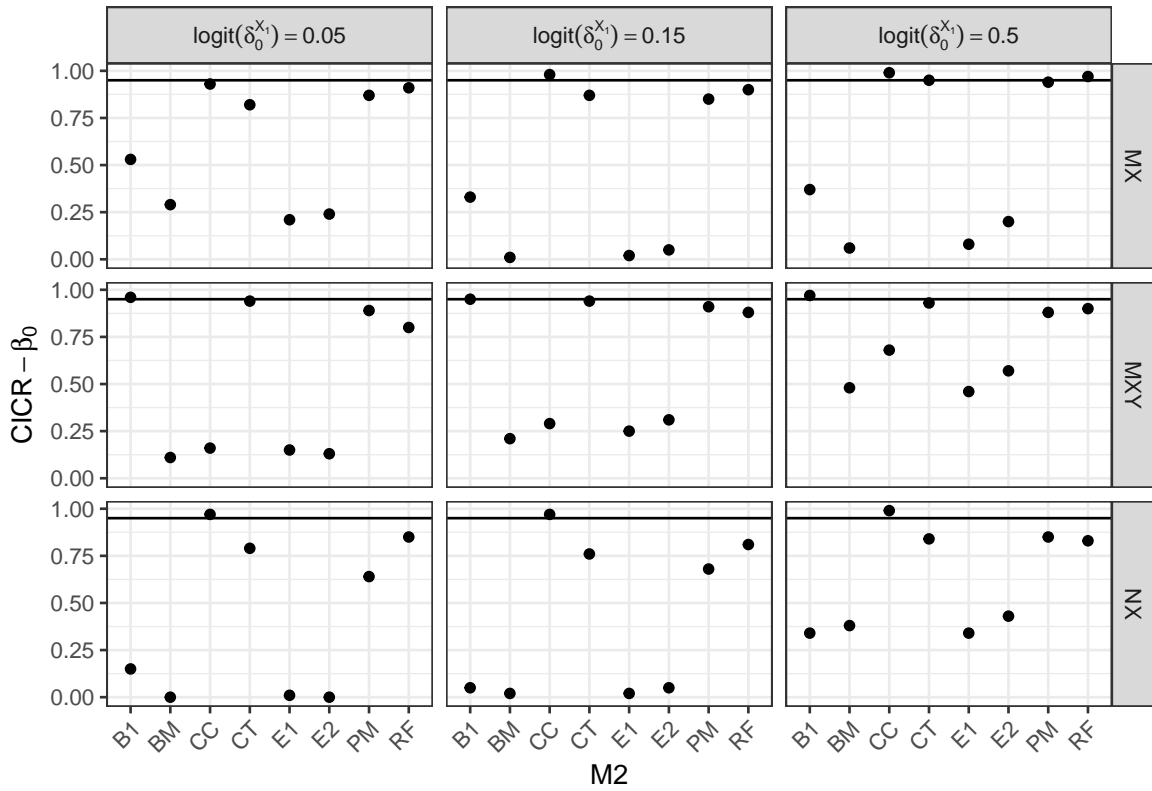 logit(δ₀^X₁) = 0.05
logit(δ₀^X₁) = 0.15
logit(δ₀^X₁) = 0.5
1.00
0.75
0.50
0.25
0.00
MX
1.00
0.75
0.50
0.25
0.00
MXY
1.00
0.75
0.50
0.25
0.00
NX
CICR − β₀
B1 BM CC CT E1 E2 PM RF
B1 BM CC CT E1 E2 PM RF
B1 BM CC CT E1 E2 PM RF
M2